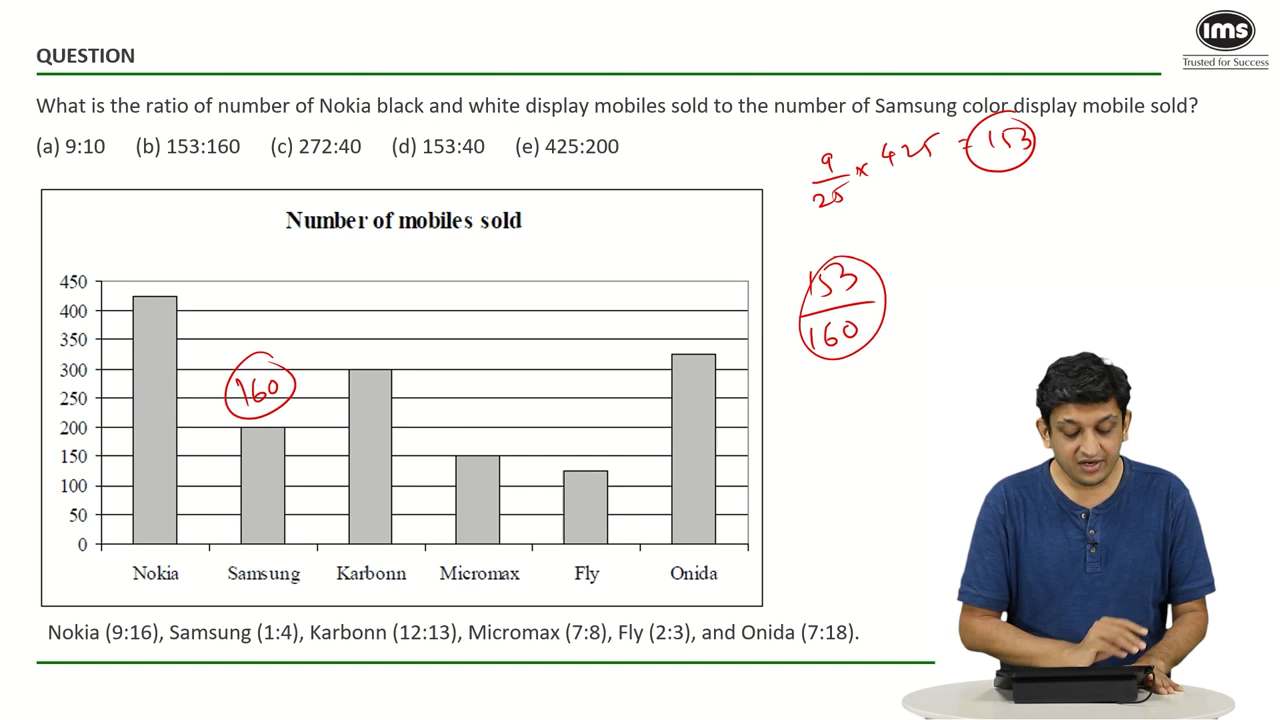 ims
Trusted for Success
QUESTION
What is the ratio of number of Nokia black and white display mobiles sold to the number of Samsung color display mobile sold?
(a) 9:10 (b) 153:160 (c) 272:40 (d) 153:40 (e) 425:200
9/25 × 425 = 153
153/160
Number of mobiles sold
450
400
350
300
250
200
150
100
50
0
160
Nokia Samsung Karbonn Micromax Fly Onida
Nokia (9:16), Samsung (1:4), Karbonn (12:13), Micromax (7:8), Fly (2:3), and Onida (7:18).